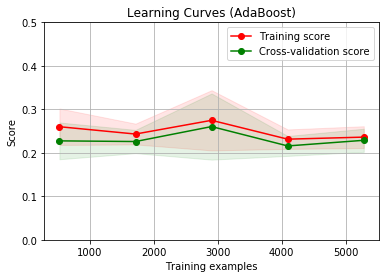 Learning Curves (AdaBoost)
Training score
Cross-validation score
Score
0.5
0.4
0.3
0.2
0.1
0.0
1000 2000 3000 4000 5000
Training examples